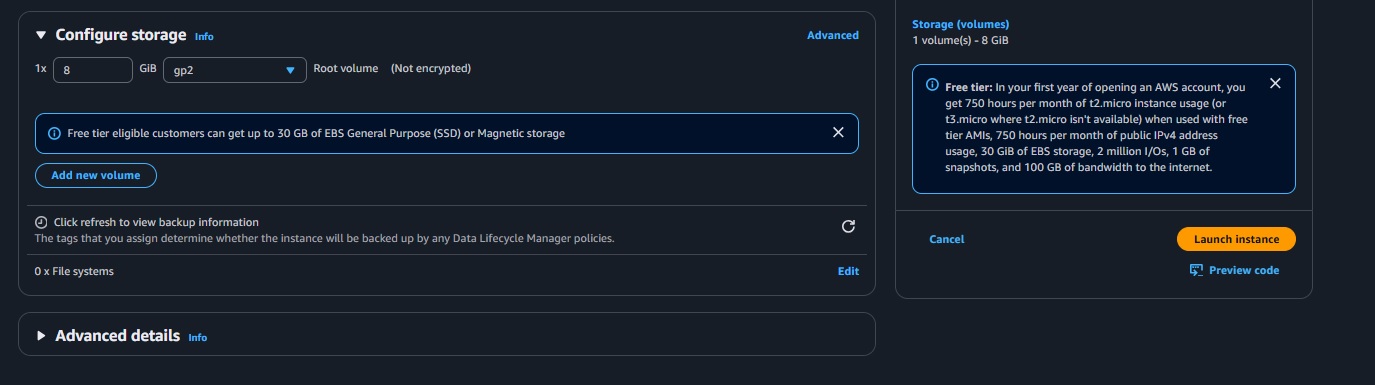 Configure storage Info
Advanced
1x 8 GiB gp2 Root volume (Not encrypted)
Free tier eligible customers can get up to 30 GB of EBS General Purpose (SSD) or Magnetic storage
Add new volume
Click refresh to view backup information
The tags that you assign determine whether the instance will be backed up by any Data Lifecycle Manager policies.
0 x File systems
Edit
Advanced details Info
Storage (volumes)
1 volume(s) - 8 GiB
Free tier: In your first year of opening an AWS account, you
get 750 hours per month of t2.micro instance usage (or
t3.micro where t2.micro isn't available) when used with free
tier AMIs, 750 hours per month of public IPv4 address
usage, 30 GiB of EBS storage, 2 million I/Os, 1 GB of
snapshots, and 100 GB of bandwidth to the internet.
Cancel
Launch instance
Preview code